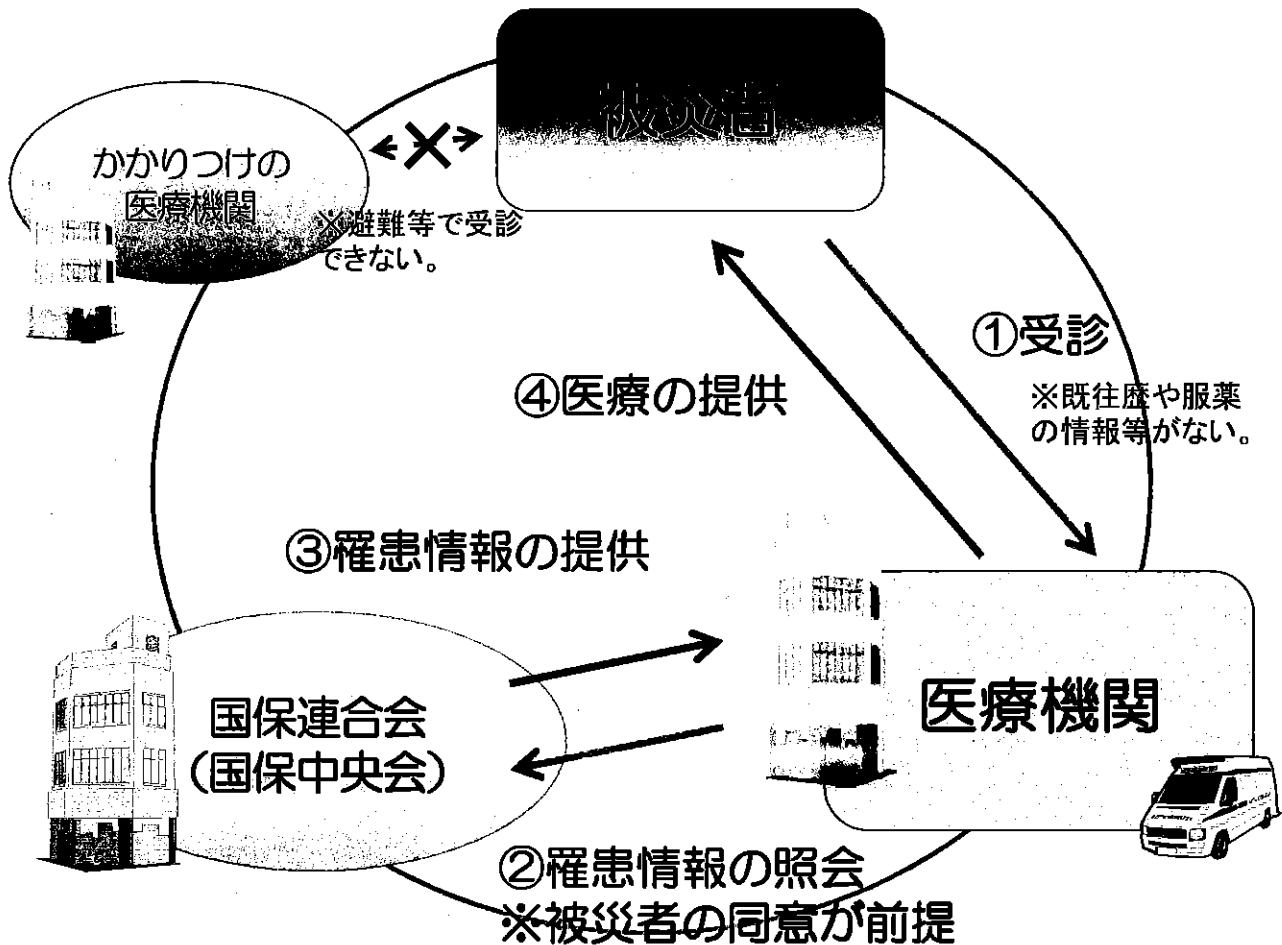 被災者
かかりつけの
医療機関
※避難等で受診
できない。
①受診
※既往歴や服薬
の情報等がない。
④医療の提供
③罹患情報の提供
国保連合会
（国保中央会）
医療機関
②罹患情報の照会
※被災者の同意が前提